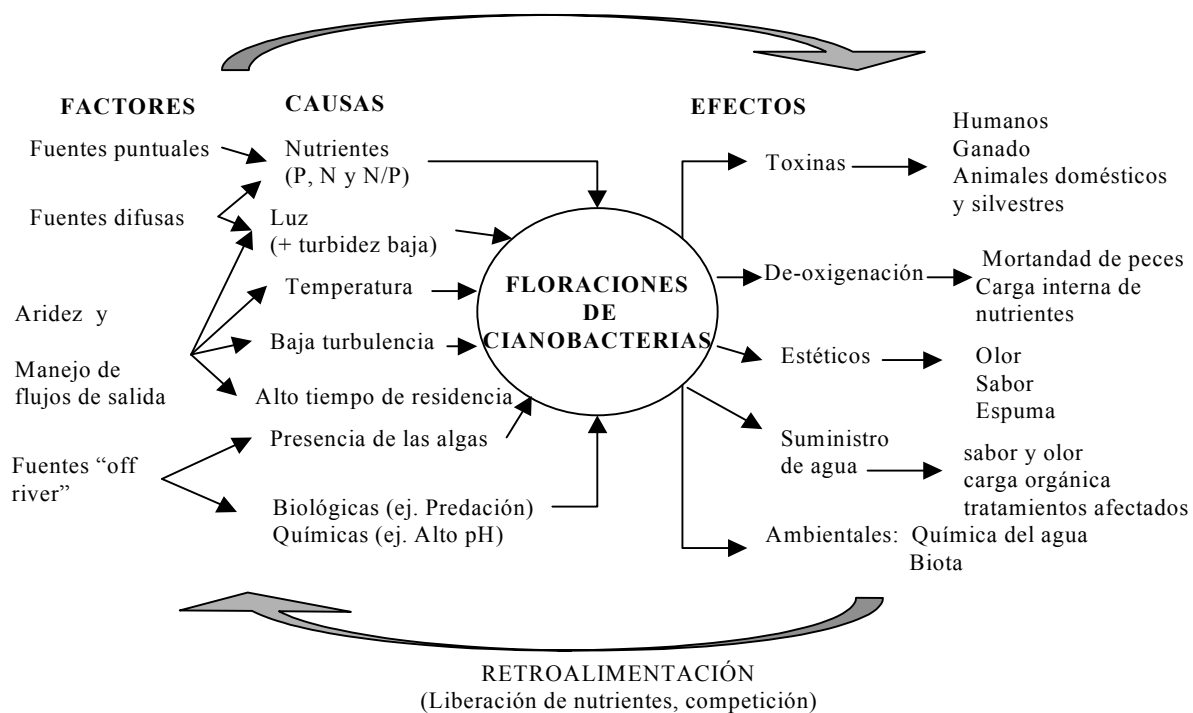 FACTORES
CAUSAS
EFECTOS
Fuentes puntuales
Fuentes difusas
Aridez y
Manejo de
flujos de salida
Fuentes “off
river”
Nutrientes
(P, N y N/P)
Luz
(+ turbidez baja)
Temperatura
Baja turbulencia
Alto tiempo de residencia
Presencia de las algas
Biológicas (ej. Predación)
Químicas (ej. Alto pH)
FLORACIONES
DE
CIANOBACTERIAS
Toxinas
Humanos
Ganado
Animales domésticos
y silvestres
De-oxigenación
Mortandad de peces
Carga interna de
nutrientes
Estéticos
Olor
Sabor
Espuma
Suministro
de agua
sabor y olor
carga orgánica
tratamientos afectados
Ambientales: Química del agua
Biota
RETROALIMENTACIÓN
(Liberación de nutrientes, competición)